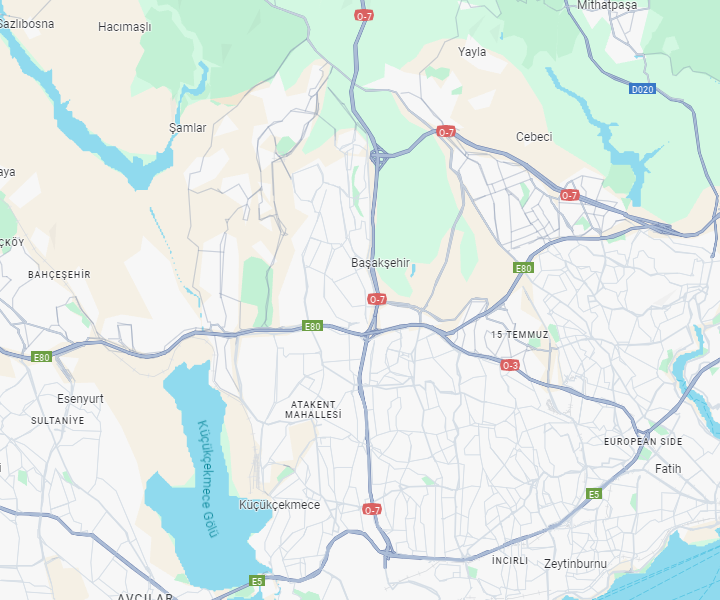 Mithatpaşa
O-7
Sazlıbosna
Hacımaşlı
Yayla
D020
Şamlar
O-7
Cebeci
O-7
ÇKÖY
Başakşehir
E80
BAHÇEŞEHİR
O-7
E80
15 TEMMUZ
E80
O-3
Esenyurt
ATAKENT
MAHALLESİ
SULTANİYE
EUROPEAN SIDE
Fatih
Küçükçekmece Gölü
E5
Küçükçekmece
O-7
İNCİRLİ
Zeytinburnu
E5
AVCILAR